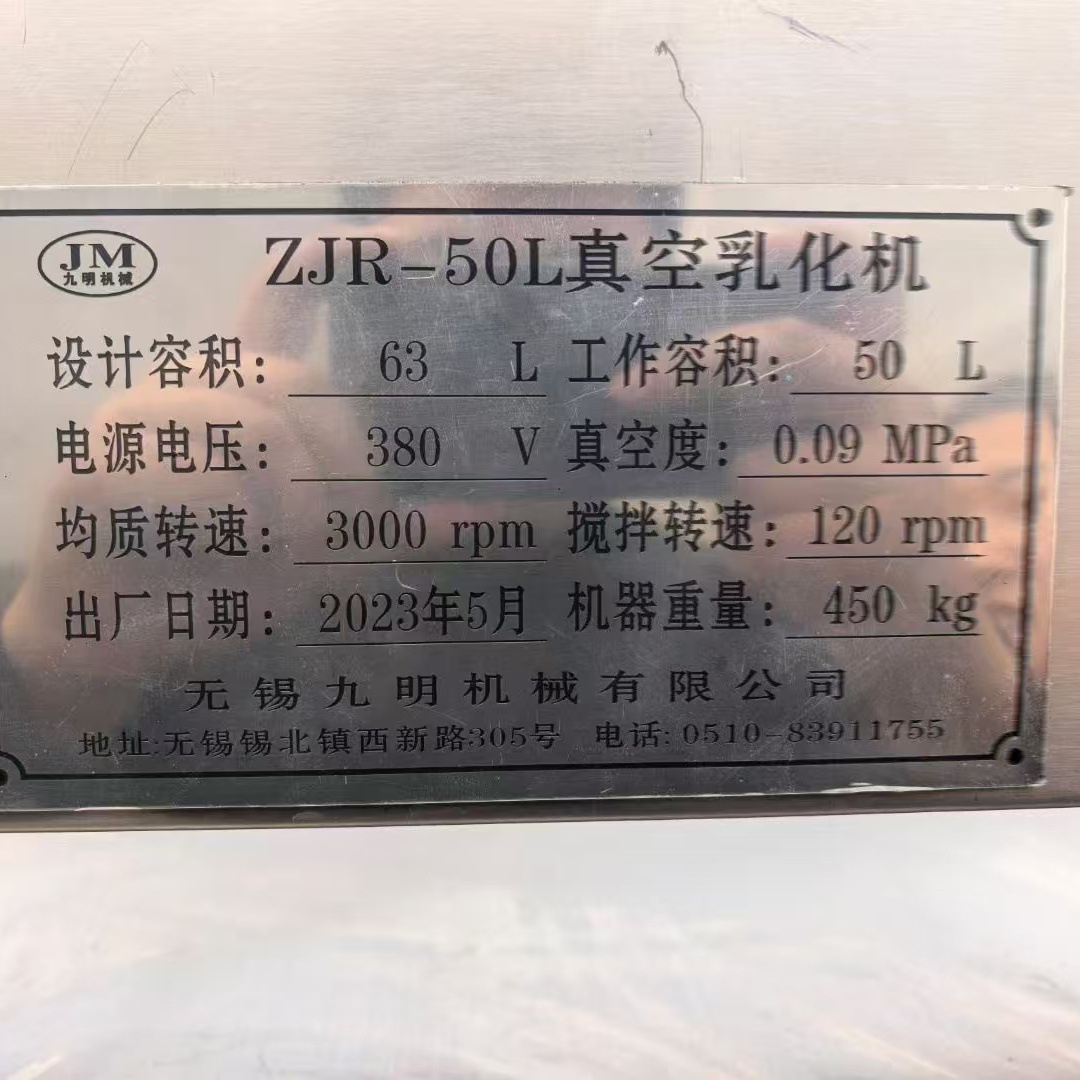 JM
九明机械
ZJR-50L真空乳化机
设计容积: 63 L 工作容积: 50 L
电源电压: 380 V 真空度: 0.09 MPa
均质转速: 3000 rpm 搅拌转速: 120 rpm
出厂日期: 2023年5月 机器重量: 450 kg
无锡九明机械有限公司
地址:无锡锡北镇西新路305号 电话: 0510-83911755